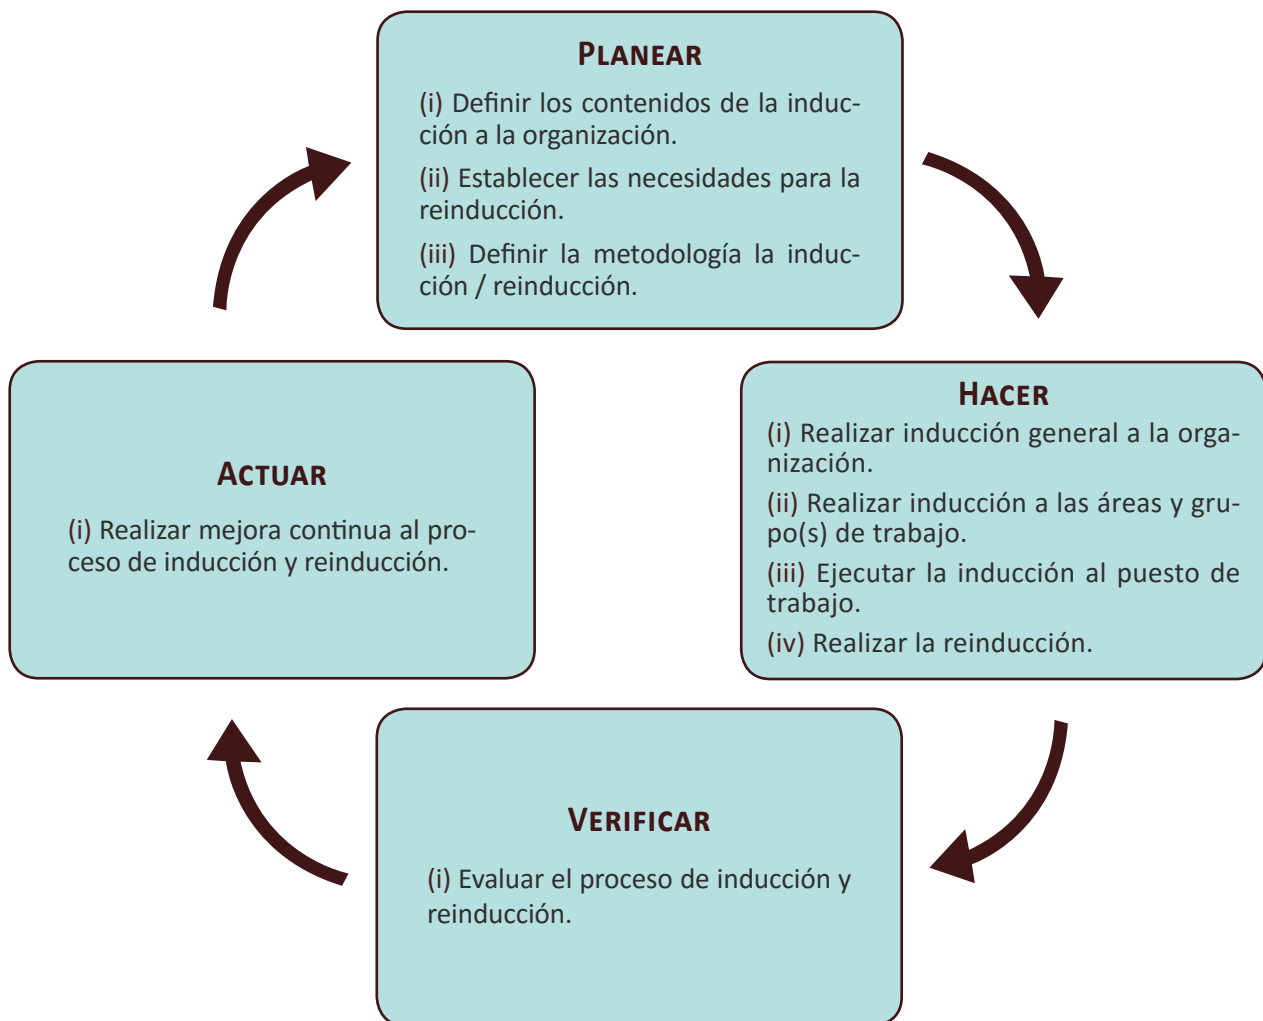 PLANEAR
(i) Definir los contenidos de la induc-
ción a la organización.
(ii) Establecer las necesidades para la
reinducción.
(iii) Definir la metodología la induc-
ción / reinducción.
HACER
(i) Realizar inducción general a la orga-
nización.
(ii) Realizar inducción a las áreas y gru-
po(s) de trabajo.
(iii) Ejecutar la inducción al puesto de
trabajo.
(iv) Realizar la reinducción.
VERIFICAR
(i) Evaluar el proceso de inducción y
reinducción.
ACTUAR
(i) Realizar mejora continua al pro-
ceso de inducción y reinducción.